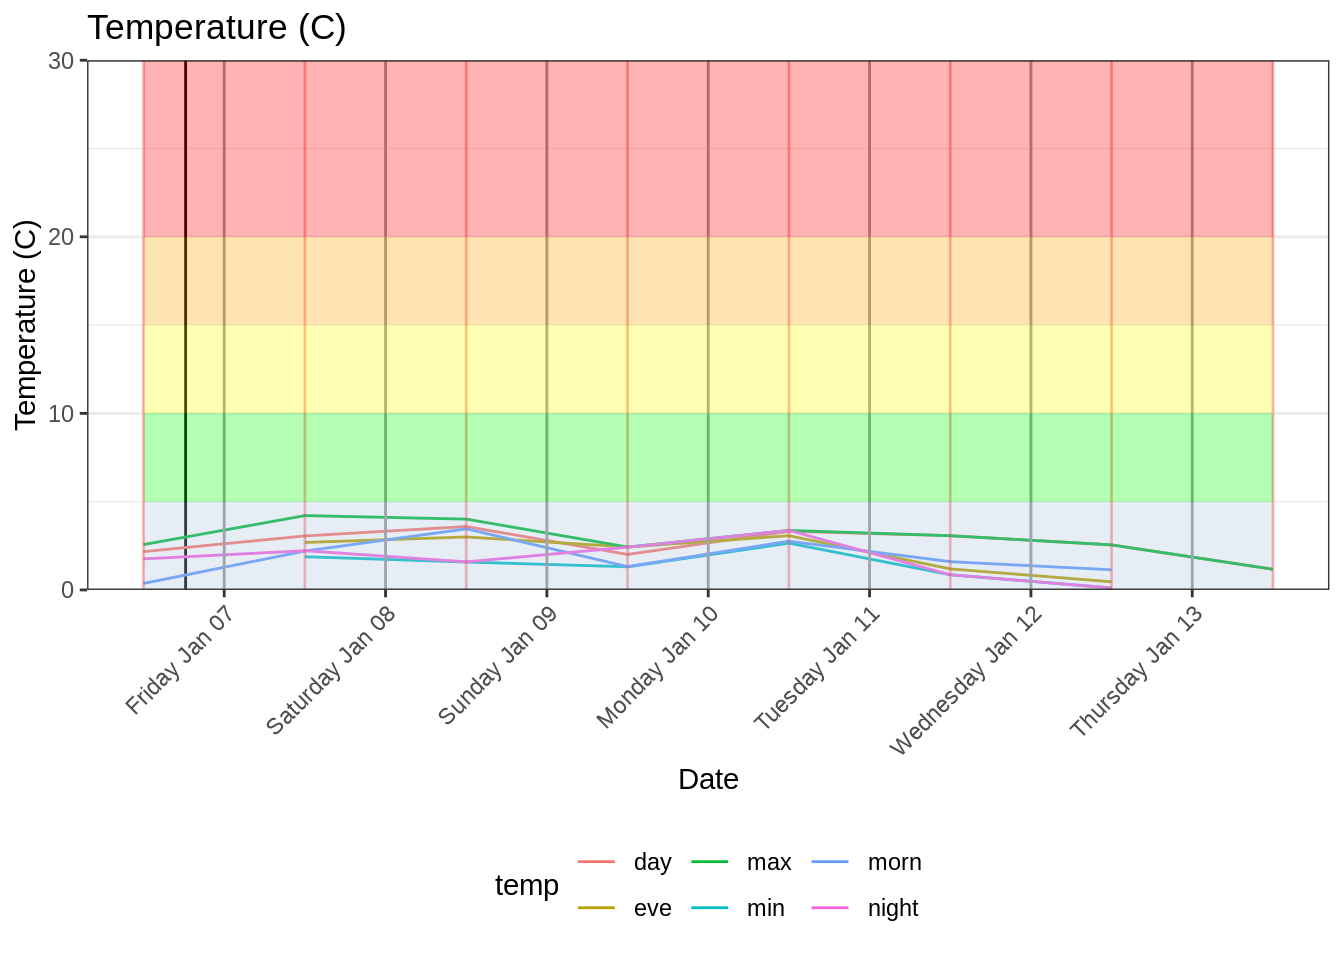 Temperature (C)
Temperature (C)
30
20
10
0
Friday Jan 07
Saturday Jan 08
Sunday Jan 09
Monday Jan 10
Tuesday Jan 11
Wednesday Jan 12
Thursday Jan 13
Date
temp
day
max
morn
eve
min
night